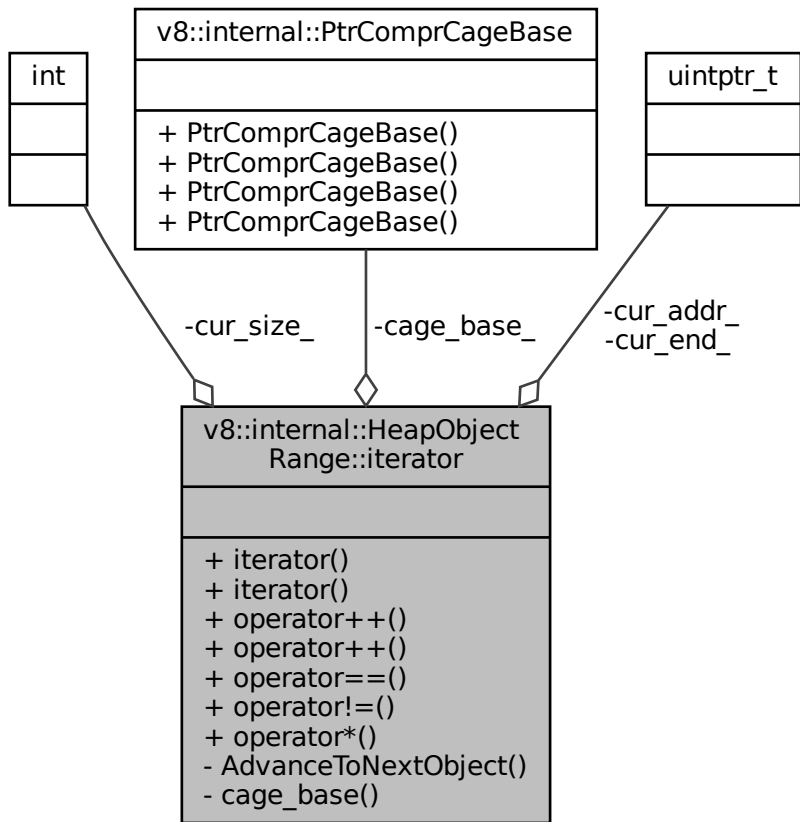 v8::internal::PtrComprCageBase
int
uintptr_t
+ PtrComprCageBase()
+ PtrComprCageBase()
+ PtrComprCageBase()
+ PtrComprCageBase()
-cur_size_
-cage_base_
-cur_addr_
-cur_end_
v8::internal::HeapObject
Range::iterator
+ iterator()
+ iterator()
+ operator++()
+ operator++()
+ operator==()
+ operator!=()
+ operator*()
- AdvanceToNextObject()
- cage_base()